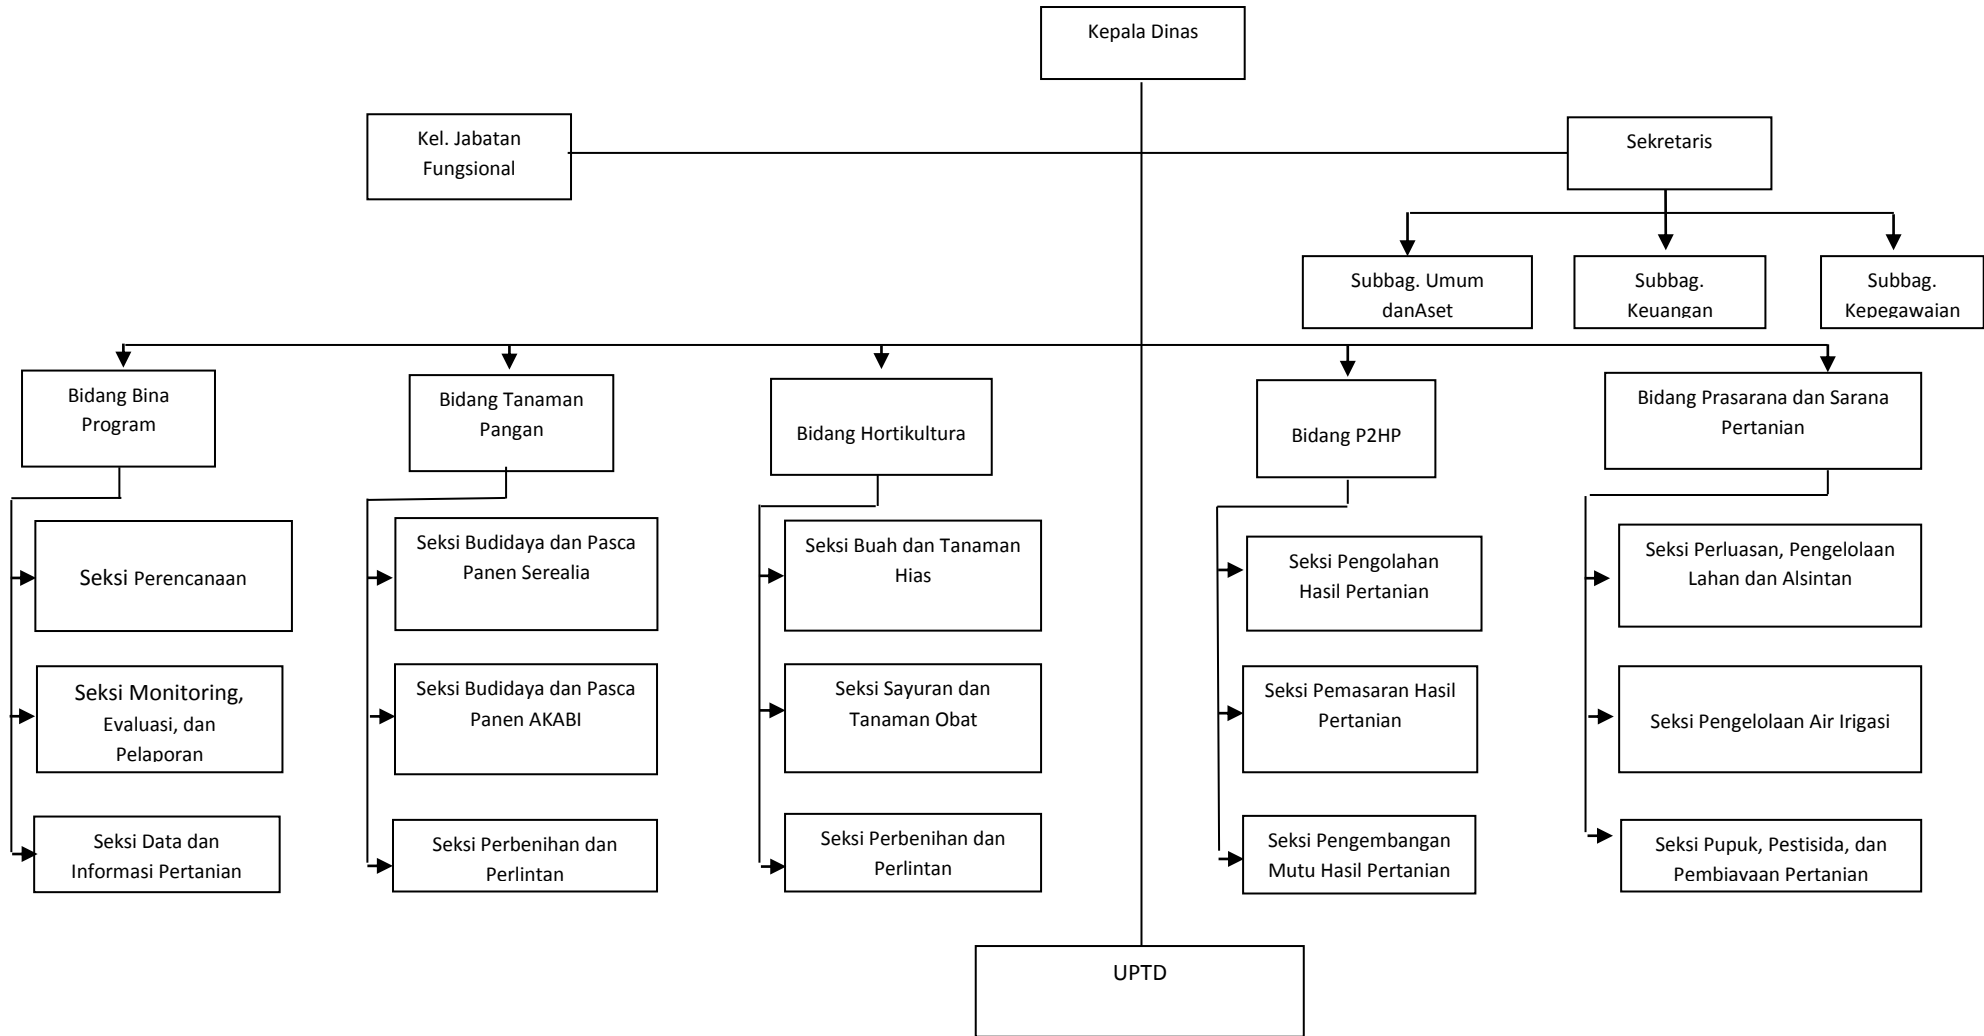 Kepala Dinas
Kel. Jabatan
Fungsional
Sekretaris
Subbag. Umum
danAset
Subbag.
Keuangan
Subbag.
Kepegawaian
Bidang Bina
Program
Bidang Tanaman
Pangan
Bidang Hortikultura
Bidang P2HP
Bidang Prasarana dan Sarana
Pertanian
Seksi Perencanaan
Seksi Budidaya dan Pasca
Panen Serealia
Seksi Buah dan Tanaman
Hias
Seksi Pengolahan
Hasil Pertanian
Seksi Perluasan, Pengelolaan
Lahan dan Alsintan
Seksi Monitoring,
Evaluasi, dan
Pelaporan
Seksi Budidaya dan Pasca
Panen AKABI
Seksi Sayuran dan
Tanaman Obat
Seksi Pemasaran Hasil
Pertanian
Seksi Pengelolaan Air Irigasi
Seksi Data dan
Informasi Pertanian
Seksi Perbenihan dan
Perlintan
Seksi Perbenihan dan
Perlintan
Seksi Pengembangan
Mutu Hasil Pertanian
Seksi Pupuk, Pestisida, dan
Pembiayaan Pertanian
UPTD